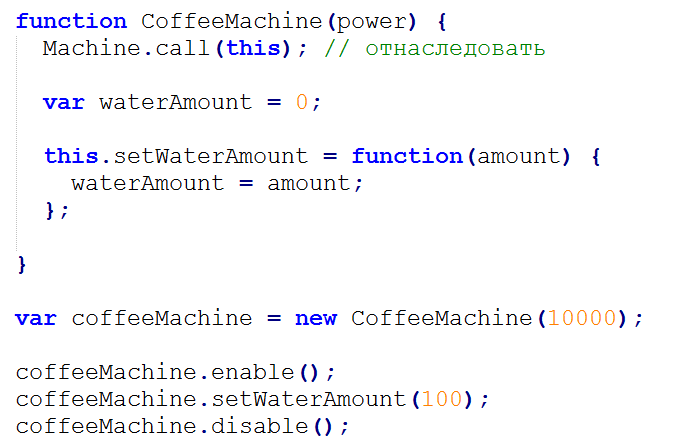 function CoffeeMachine(power) {
Machine.call(this); // отнаследовать
var waterAmount = 0;
this.setWaterAmount = function(amount) {
waterAmount = amount;
};
}
var coffeeMachine = new CoffeeMachine(10000);
coffeeMachine.enable();
coffeeMachine.setWaterAmount(100);
coffeeMachine.disable();